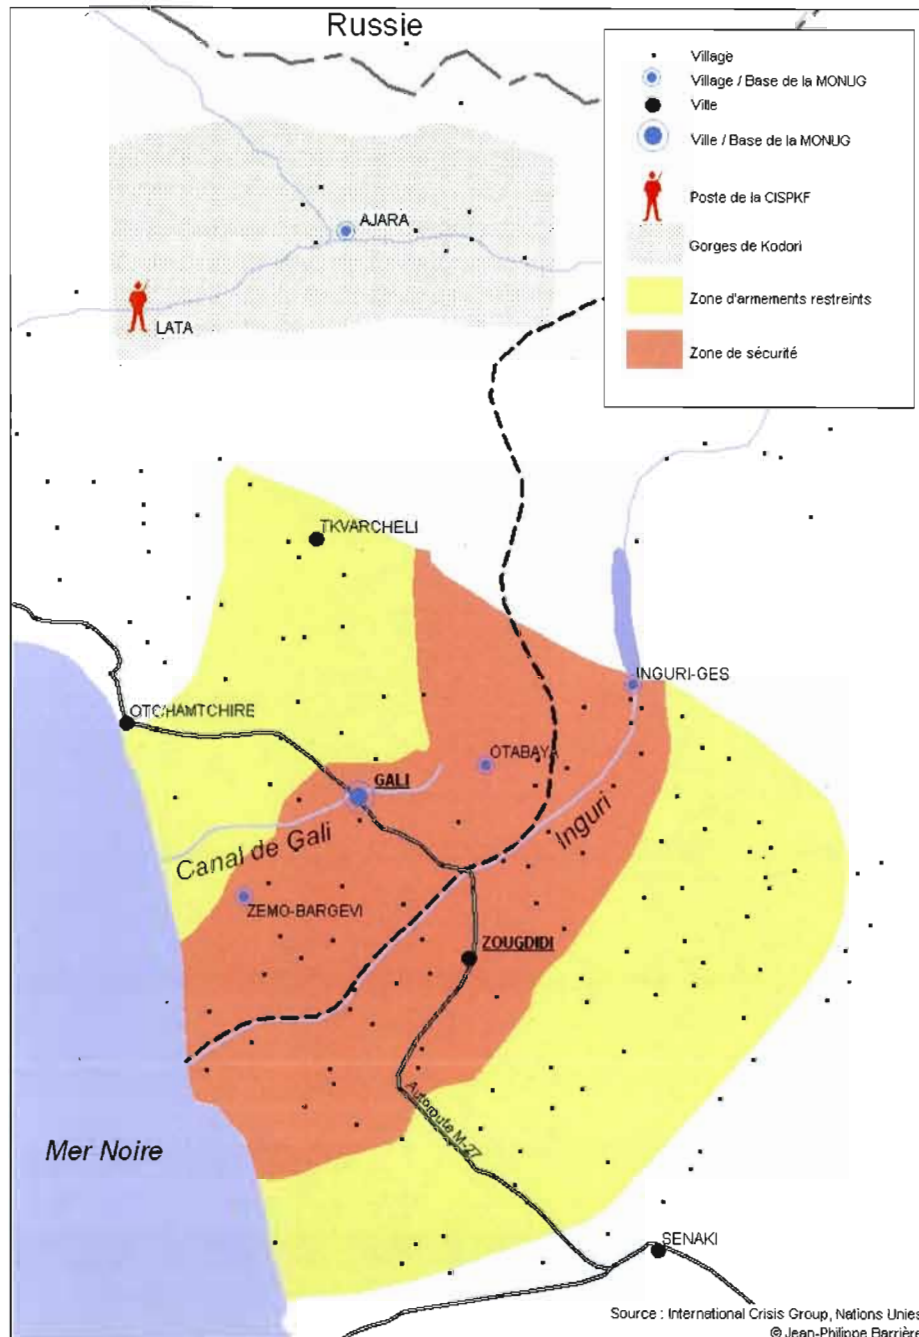 Russie
Village
Village / Base de la MONUG
Ville
Ville / Base de la MONUG
Poste de la CISPKF
Gorges de Kodori
Zone d'armements restreints
Zone de sécurité
AJARA
LATA
TKVARCHELI
INGURI-GES
OTCHAMTCHIRE
OTABAYA
GALI
Inguri
Canal de Gali
ZEMO-BARGEVI
ZOUGDIDI
Autoroute M-27
Mer Noire
SENAKI
Source : International Crisis Group, Nations Unies
© Jean-Philippe Barrière